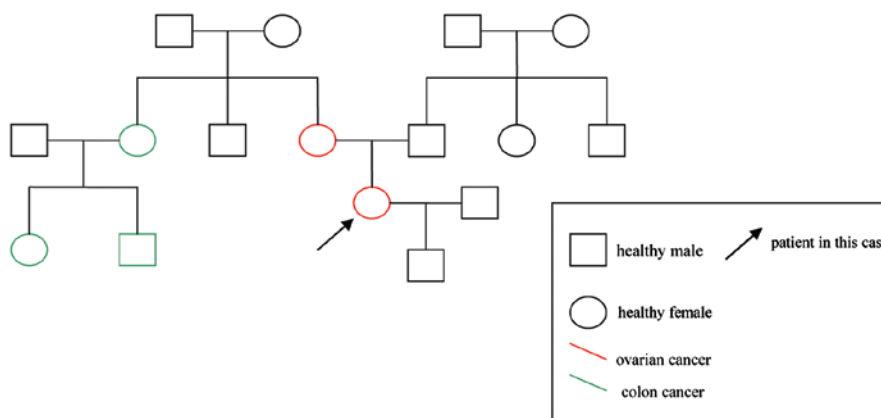 healthy male
patient in this cas
healthy female
ovarian cancer
colon cancer